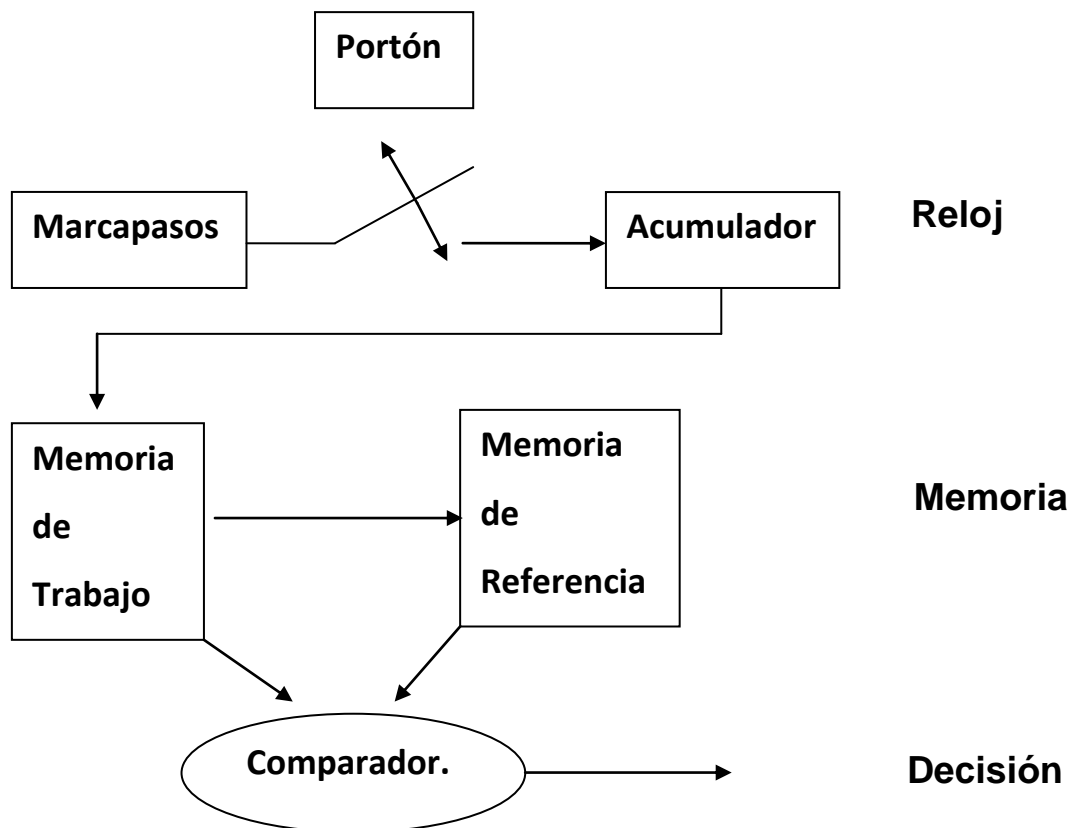 Portón
Marcapasos
Acumulador
Reloj
Memoria
de
Trabajo
Memoria
de
Referencia
Memoria
Comparador.
Decisión